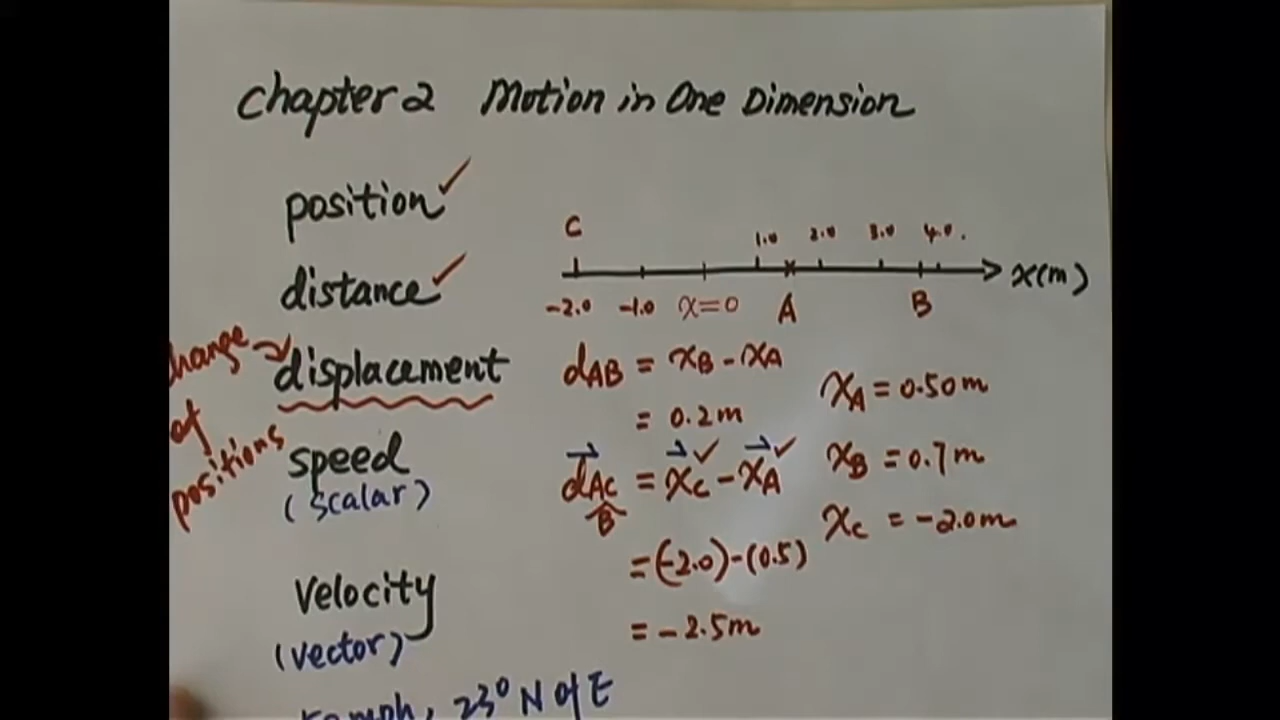 Chapter 2 Motion in One Dimension
position ✓
distance ✓
C
1.0 2.0 3.0 4.0
x(m)
-2.0 -1.0 x=0 A B
change of positions
displacement
speed
(scalar)
velocity
(vector)
23° N of E
dAB = xB - xA
= 0.2m
dAC = xC - xA
B
= (-2.0) - (0.5)
= -2.5m
xA = 0.50m
xB = 0.7m
xC = -2.0m